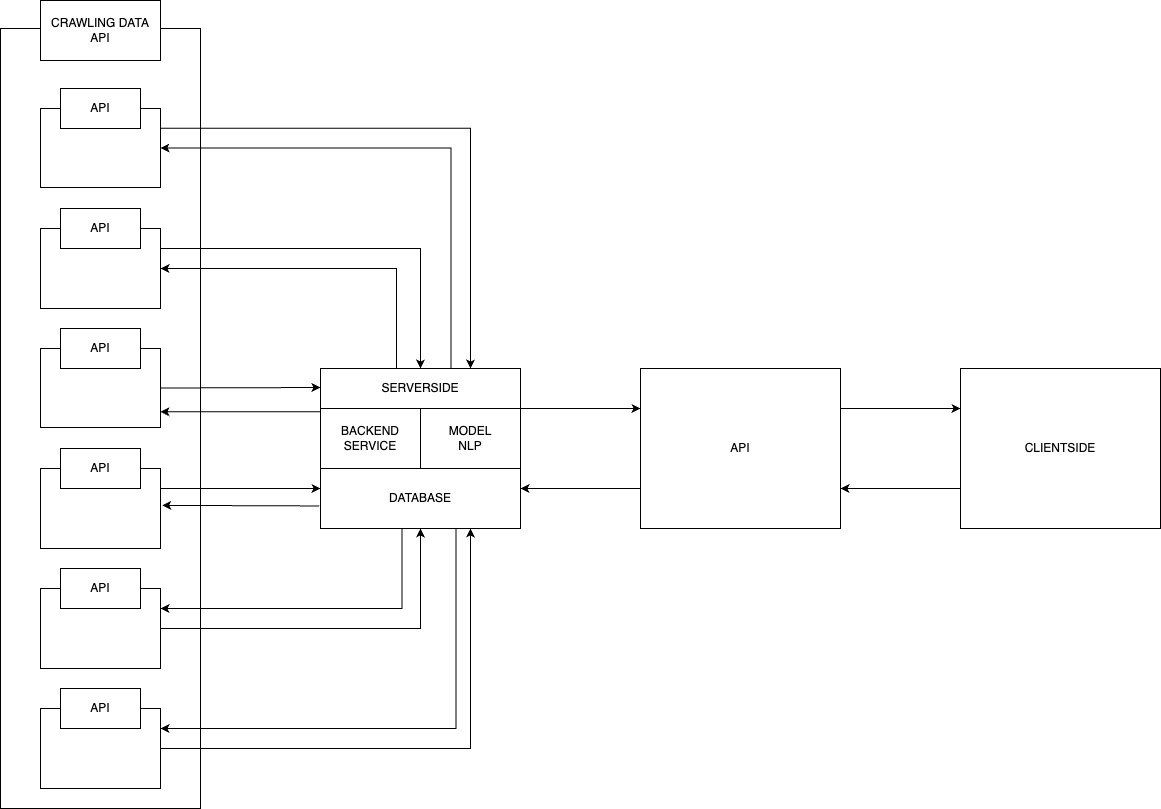 CRAWLING DATA
API
API
API
API
API
API
API
SERVERSIDE
BACKEND
SERVICE
MODEL
NLP
DATABASE
API
CLIENTSIDE